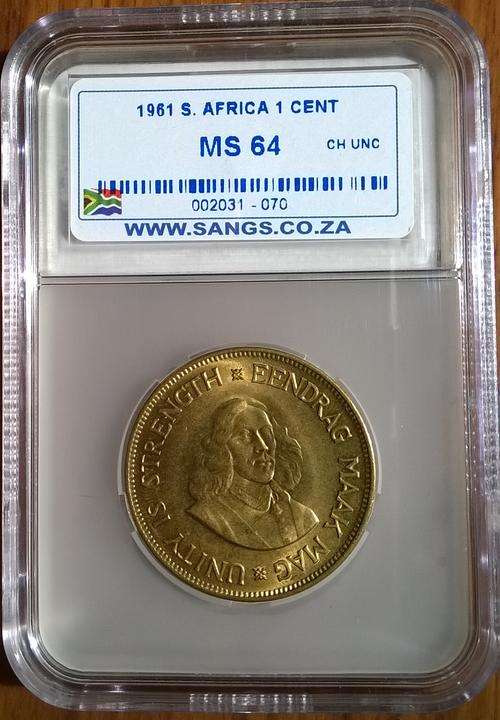 1961 S. AFRICA 1 CENT
MS 64 CH UNC
002031 - 070
WWW.SANGS.CO.ZA
UNITY IS STRENGTH EENDRAG MAAK MAG